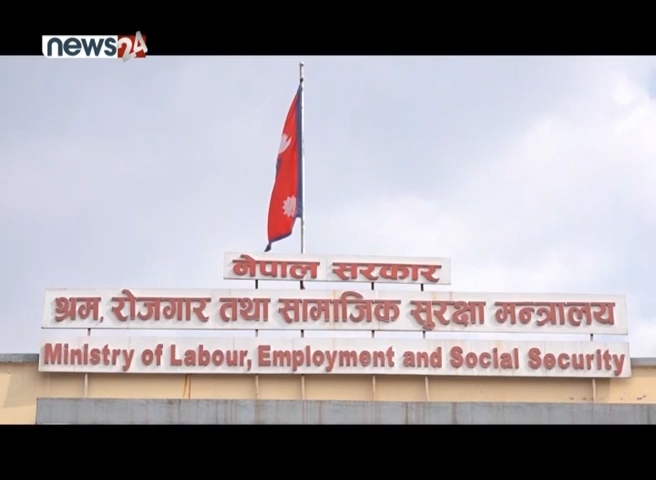 news24
नेपाल सरकार
श्रम, रोजगार तथा सामाजिक सुरक्षा मन्त्रालय
Ministry of Labour, Employment and Social Security